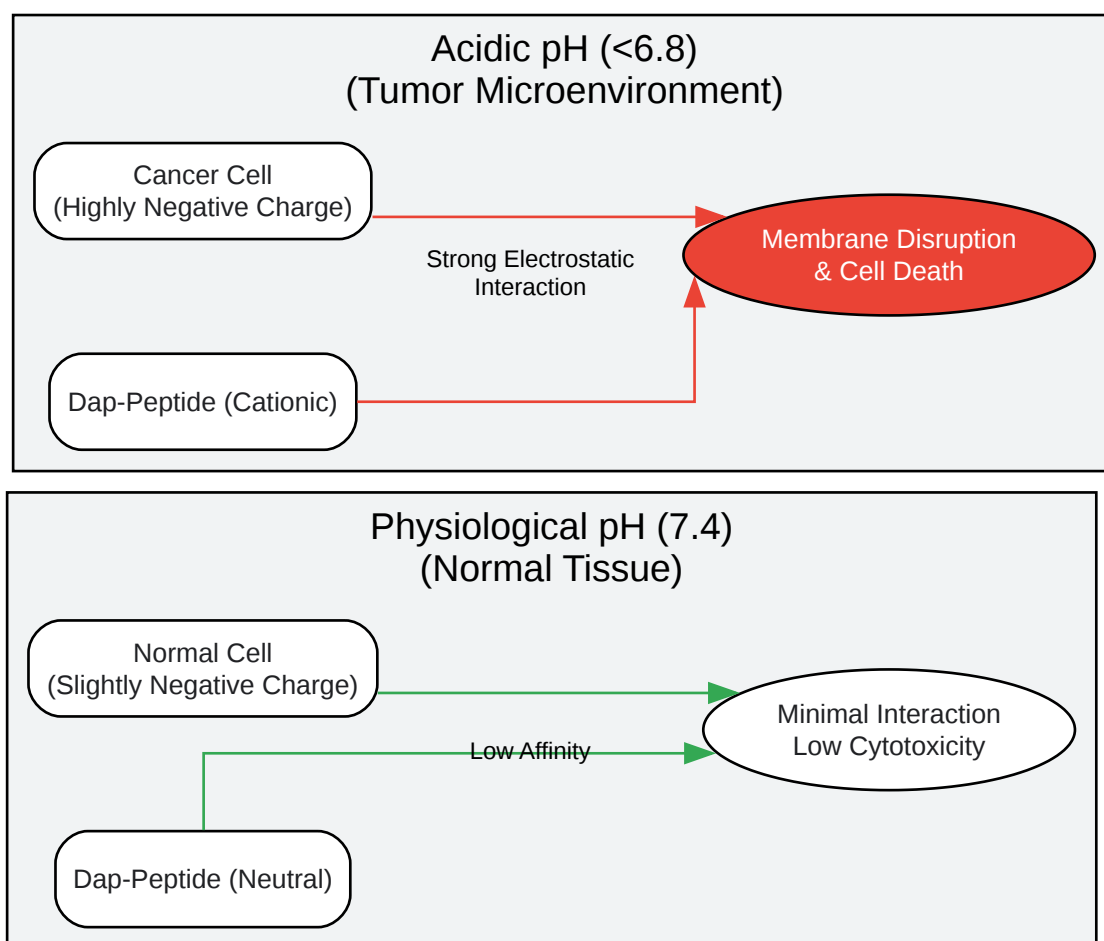 Acidic pH (<6.8)
(Tumor Microenvironment)
Cancer Cell
(Highly Negative Charge)
Strong Electrostatic
Interaction
Membrane Disruption
& Cell Death
Dap-Peptide (Cationic)
Physiological pH (7.4)
(Normal Tissue)
Normal Cell
(Slightly Negative Charge)
Low Affinity
Minimal Interaction
Low Cytotoxicity
Dap-Peptide (Neutral)